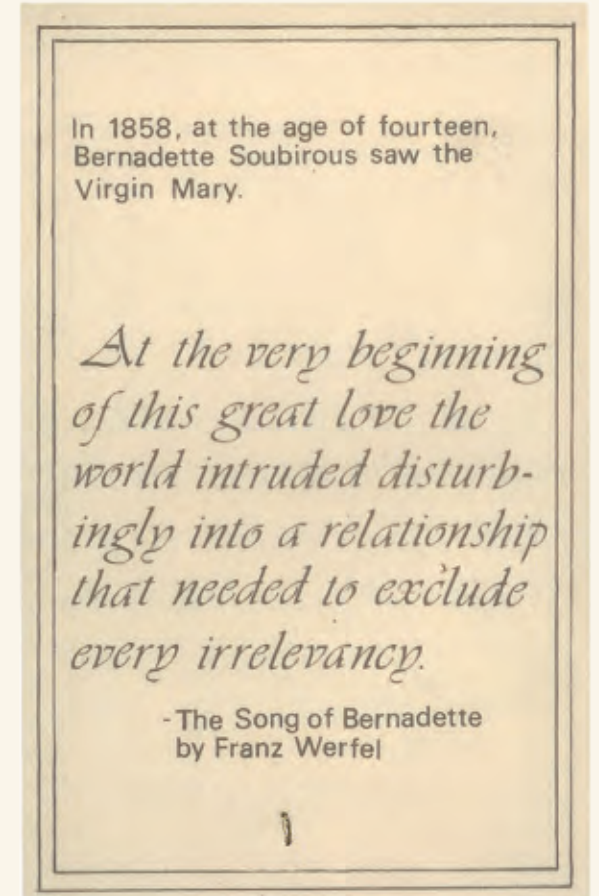 In 1858, at the age of fourteen,
Bernadette Soubirous saw the
Virgin Mary.
At the very beginning
of this great love the
world intruded disturb-
ingly into a relationship
that needed to exclude
every irrelevancy.
-The Song of Bernadette
by Franz Werfel